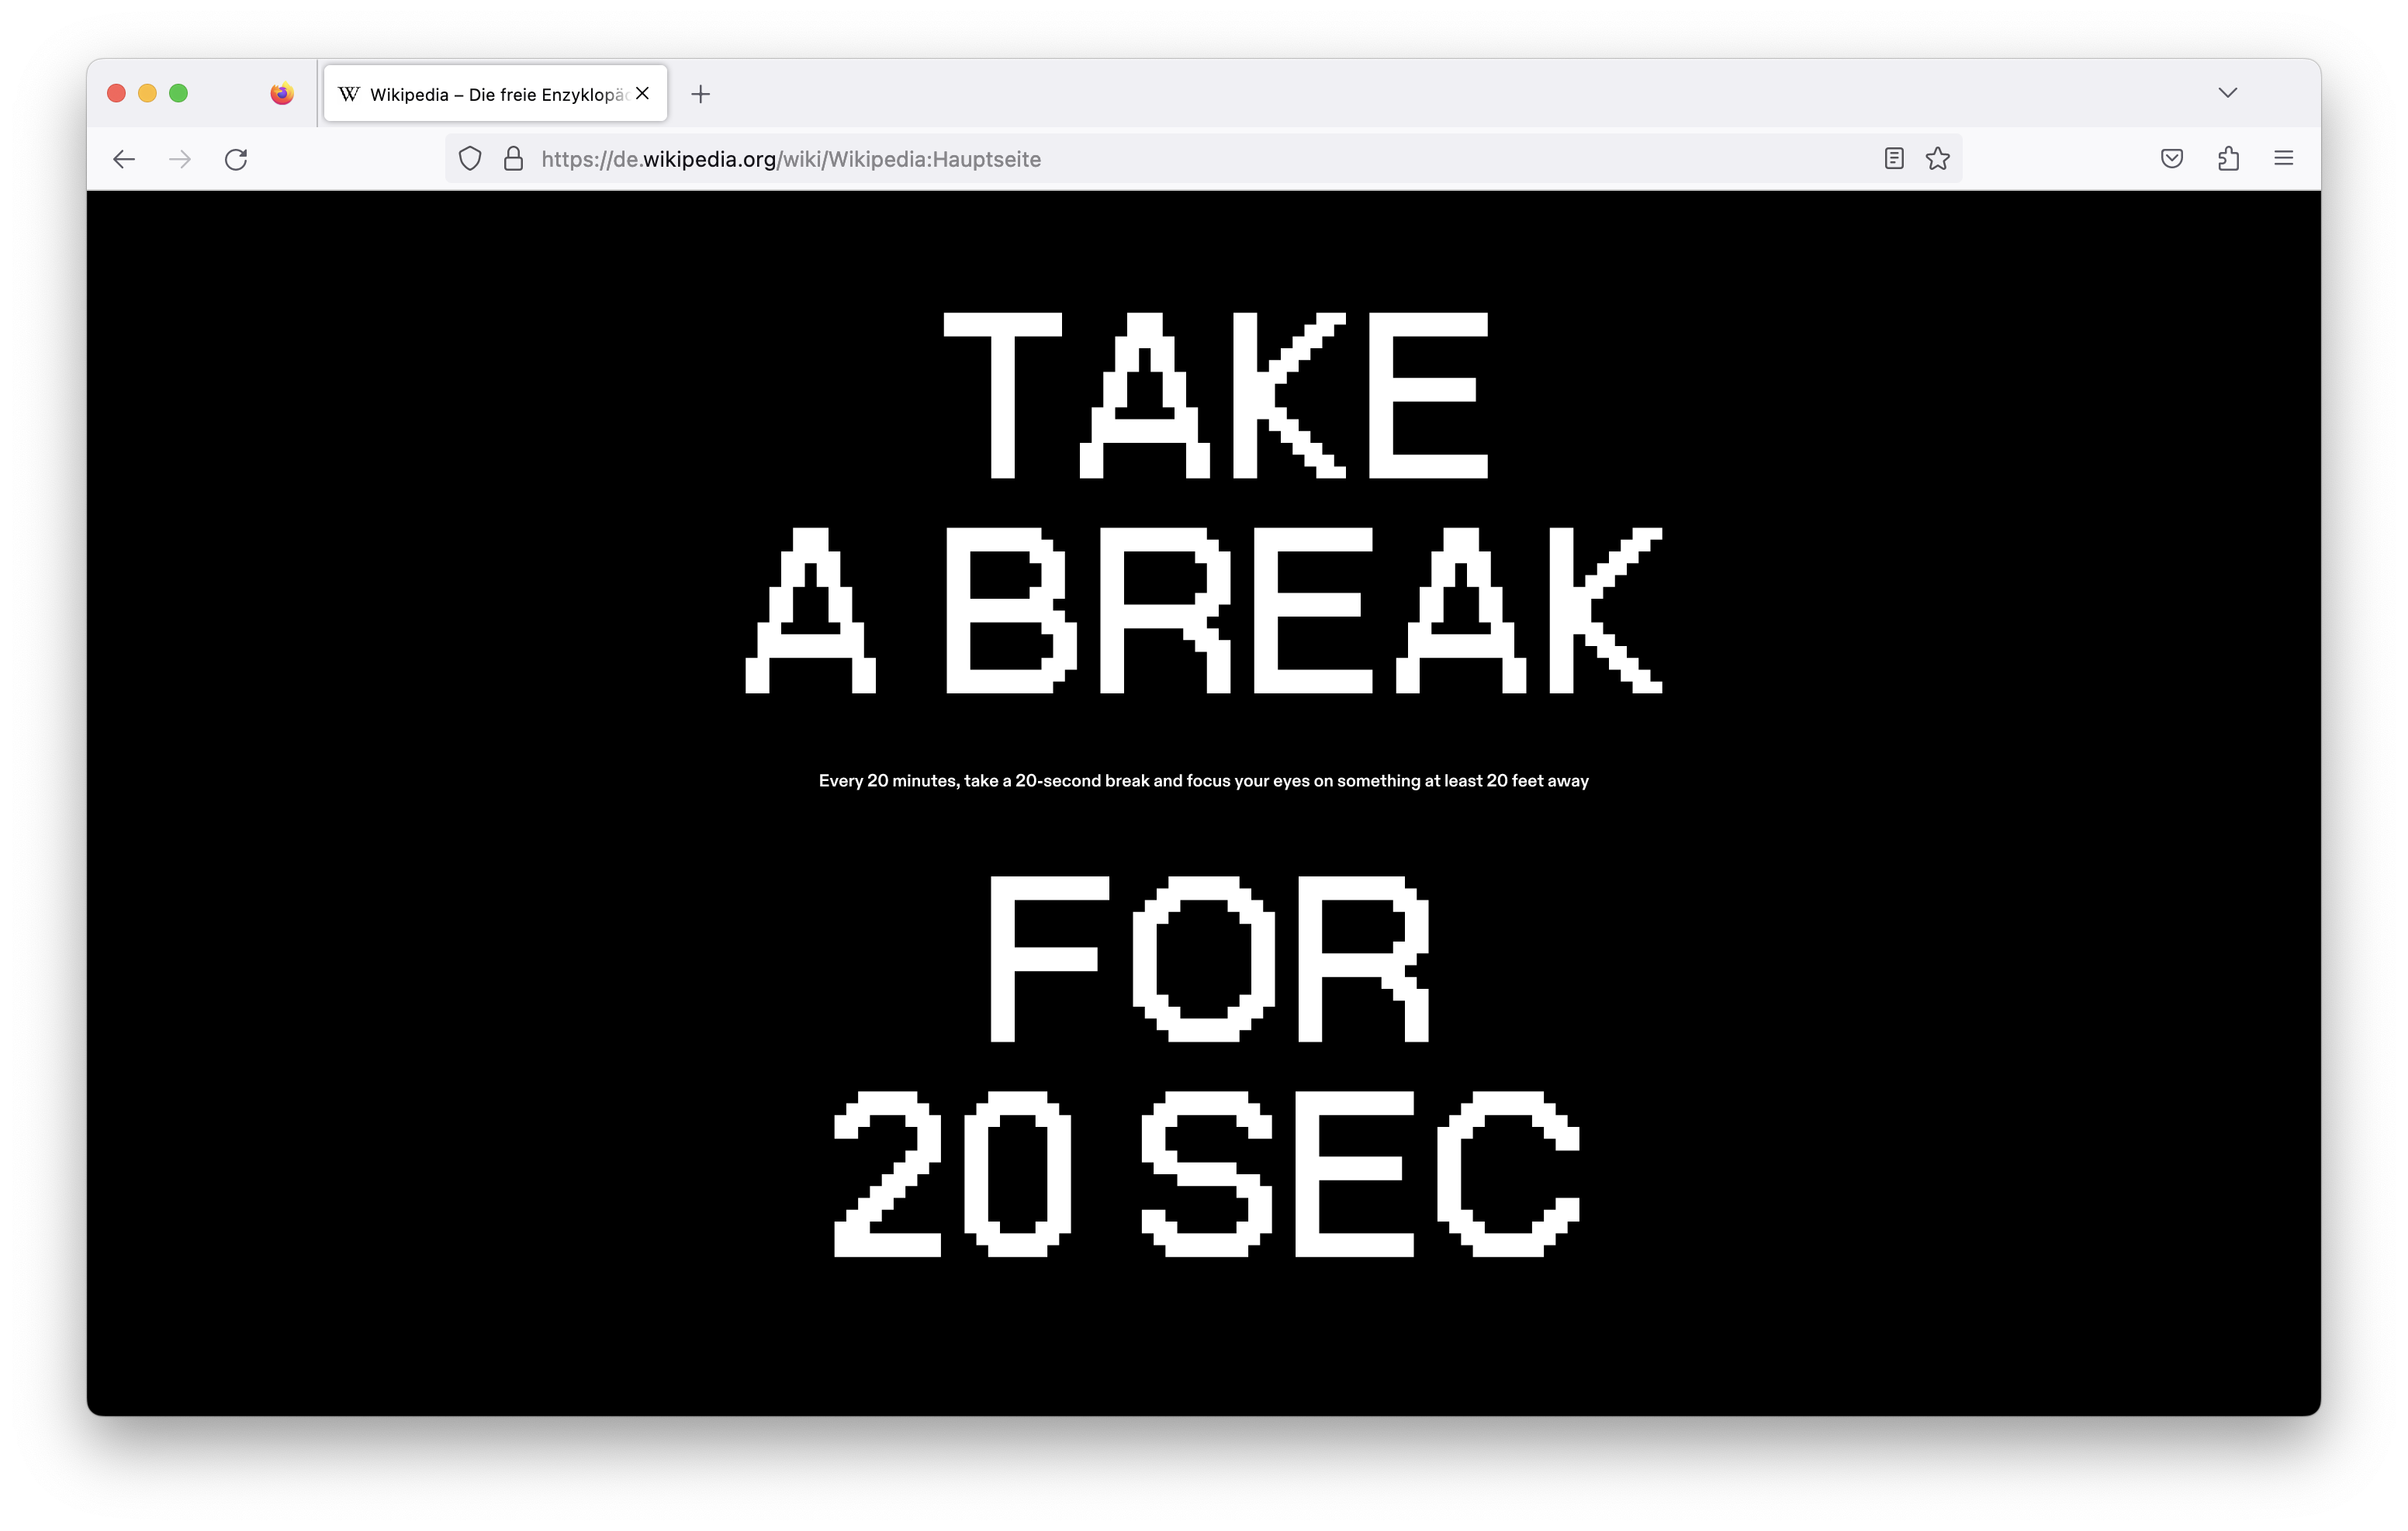 Wikipedia – Die freie Enzyklopäd
https://de.wikipedia.org/wiki/Wikipedia:Hauptseite
TAKE
A BREAK
Every 20 minutes, take a 20-second break and focus your eyes on something at least 20 feet away
FOR
20 SEC